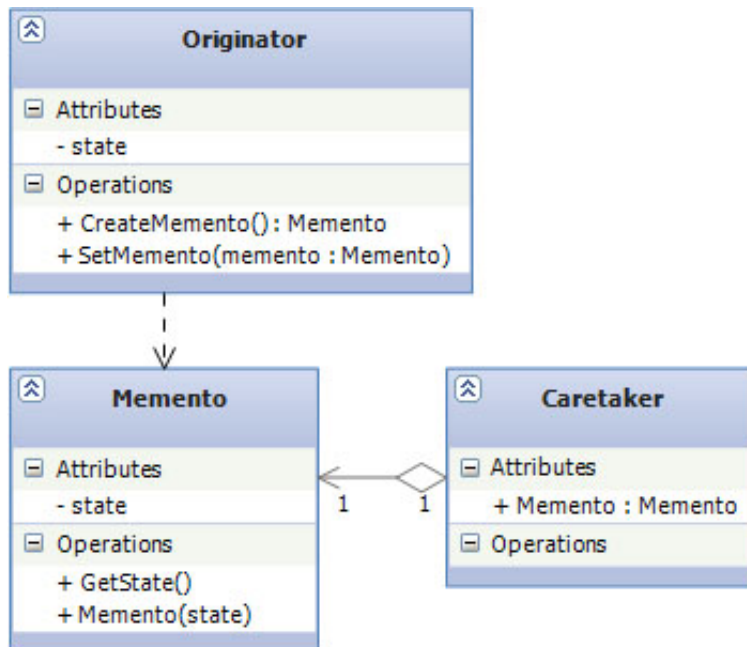 Originator
Attributes
- state
Operations
+ CreateMemento() : Memento
+ SetMemento(memento : Memento)
Memento
Attributes
- state
Operations
+ GetState()
+ Memento(state)
1
1
Caretaker
Attributes
+ Memento : Memento
Operations